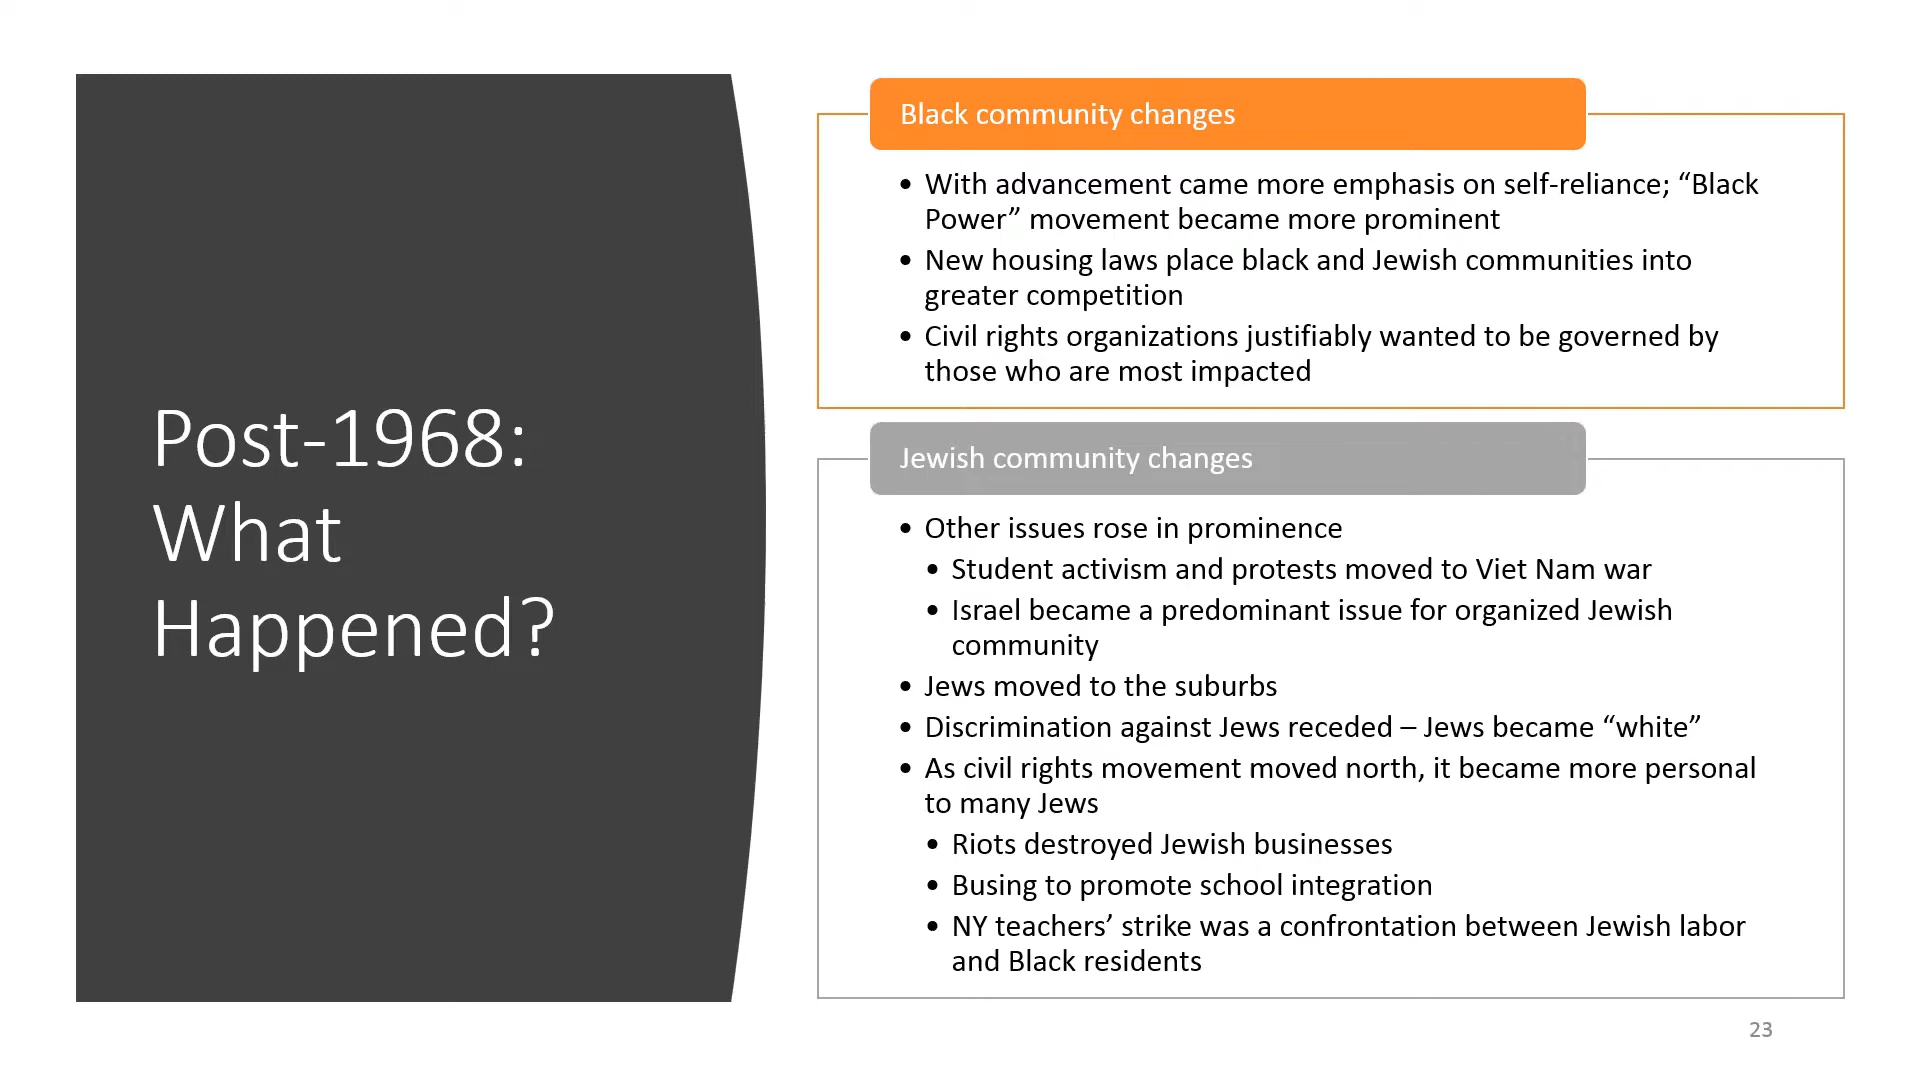 Post-1968:
What
Happened?
Black community changes
• With advancement came more emphasis on self-reliance; “Black
Power” movement became more prominent
• New housing laws place black and Jewish communities into
greater competition
• Civil rights organizations justifiably wanted to be governed by
those who are most impacted
Jewish community changes
• Other issues rose in prominence
• Student activism and protests moved to Viet Nam war
• Israel became a predominant issue for organized Jewish
community
• Jews moved to the suburbs
• Discrimination against Jews receded – Jews became “white”
• As civil rights movement moved north, it became more personal
to many Jews
• Riots destroyed Jewish businesses
• Busing to promote school integration
• NY teachers’ strike was a confrontation between Jewish labor
and Black residents
23